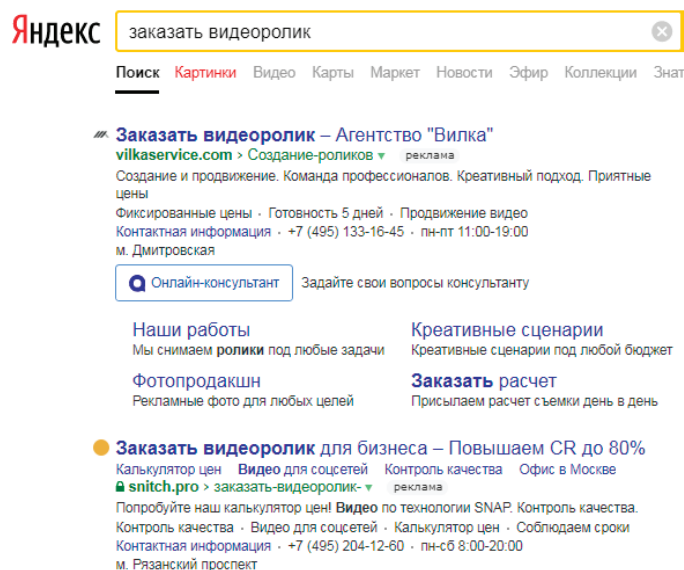 Яндекс
заказать видеоролик
Поиск Картинки Видео Карты Маркет Новости Эфир Коллекции Знат
Заказать видеоролик – Агентство "Вилка"
vilkaservice.com › Создание-роликов ▾ реклама
Создание и продвижение. Команда профессионалов. Креативный подход. Приятные
цены
Фиксированные цены · Готовность 5 дней · Продвижение видео
Контактная информация · +7 (495) 133-16-45 · пн-пт 11:00-19:00
м. Дмитровская
Онлайн-консультант Задайте свои вопросы консультанту
Наши работы Креативные сценарии
Мы снимаем ролики под любые задачи Креативные сценарии под любой бюджет
Фотопродакшн Заказать расчет
Рекламные фото для любых целей Присылаем расчет съемки день в день
Заказать видеоролик для бизнеса – Повышаем CR до 80%
Калькулятор цен Видео для соцсетей Контроль качества Офис в Москве
snitch.pro › заказать-видеоролик- ▾ реклама
Попробуйте наш калькулятор цен! Видео по технологии SNAP. Контроль качества.
Контроль качества · Видео для соцсетей · Калькулятор цен · Соблюдаем сроки
Контактная информация · +7 (495) 204-12-60 · пн-сб 8:00-20:00
м. Рязанский проспект